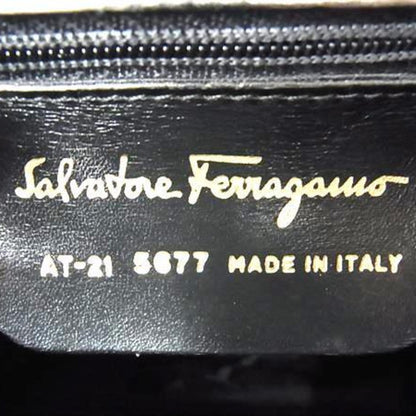 Salvatore Ferragamo
AT-21 5677 MADE IN ITALY